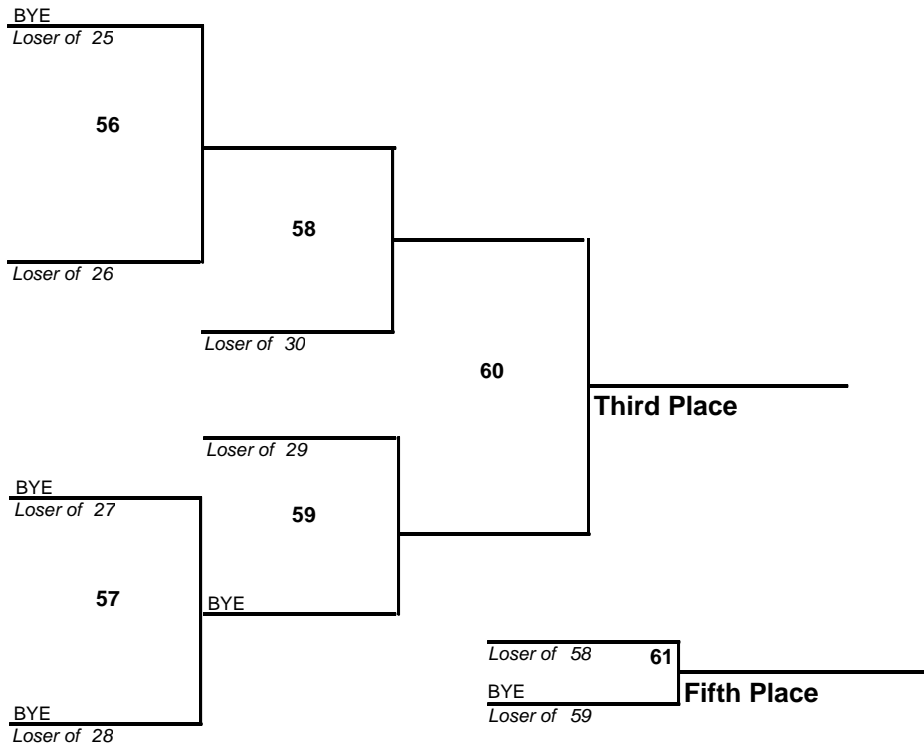 BYE
Loser of 25
56
58
Loser of 26
Loser of 30
60
Third Place
Loser of 29
BYE
Loser of 27
59
57
BYE
Loser of 58
61
BYE
Fifth Place
BYE
Loser of 59
Loser of 28